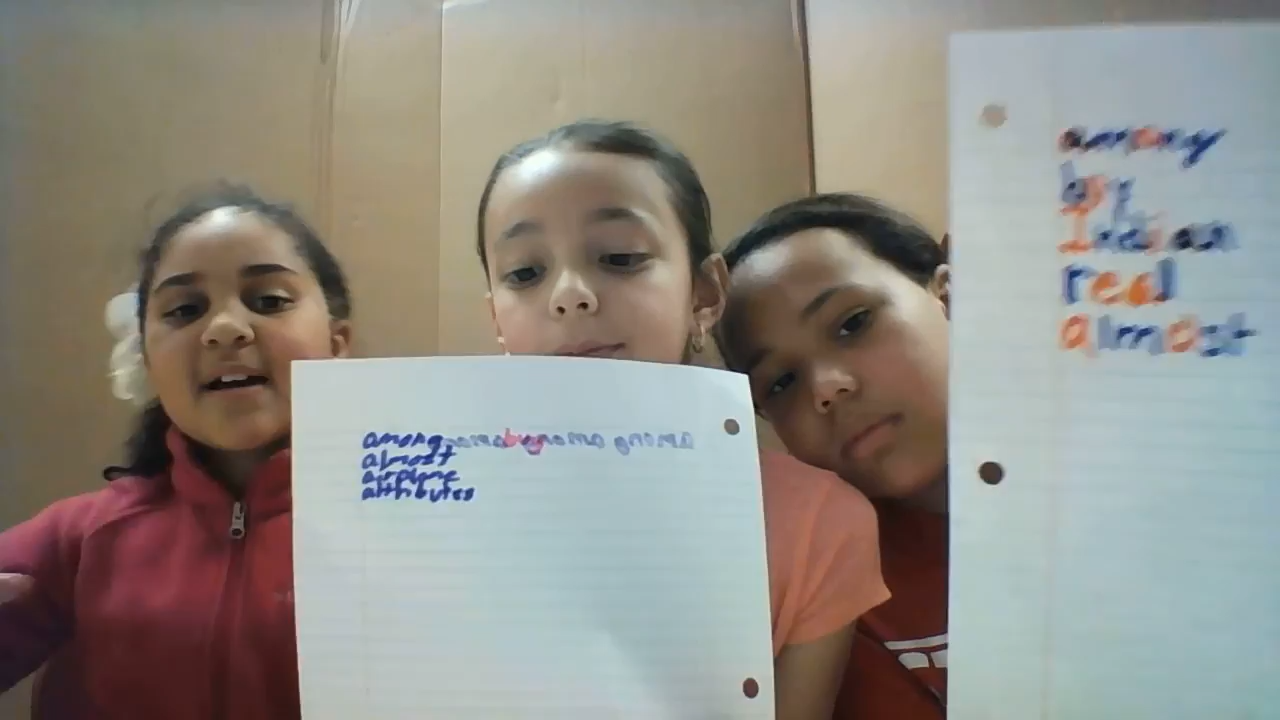 among
almost
airplane
attributes
among
by
Indian
real
almost